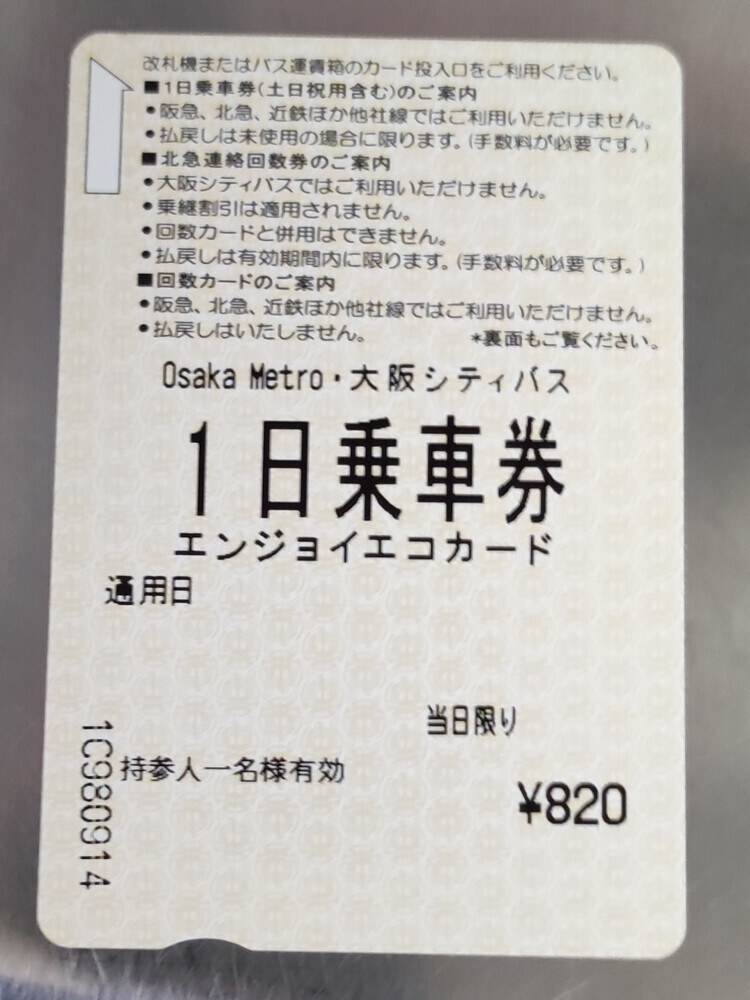 改札機またはバス運賃箱のカード投入口をご利用ください。
■1日乗車券(土日祝用含む)のご案内
•阪急、北急、近鉄ほか他社線ではご利用いただけません。
•払戻しは未使用の場合に限ります。(手数料が必要です。)
■北急連絡回数券のご案内
•大阪シティバスではご利用いただけません。
•乗継割引は適用されません。
•回数カードと併用はできません。
•払戻しは有効期間内に限ります。(手数料が必要です。)
■回数カードのご案内
•阪急、北急、近鉄ほか他社線ではご利用いただけません。
•払戻しはいたしません。 *裏面もご覧ください。
Osaka Metro・大阪シティバス
1日乗車券
エンジョイエコカード
通用日
当日限り
持参人一名様有効
¥820
1C980914